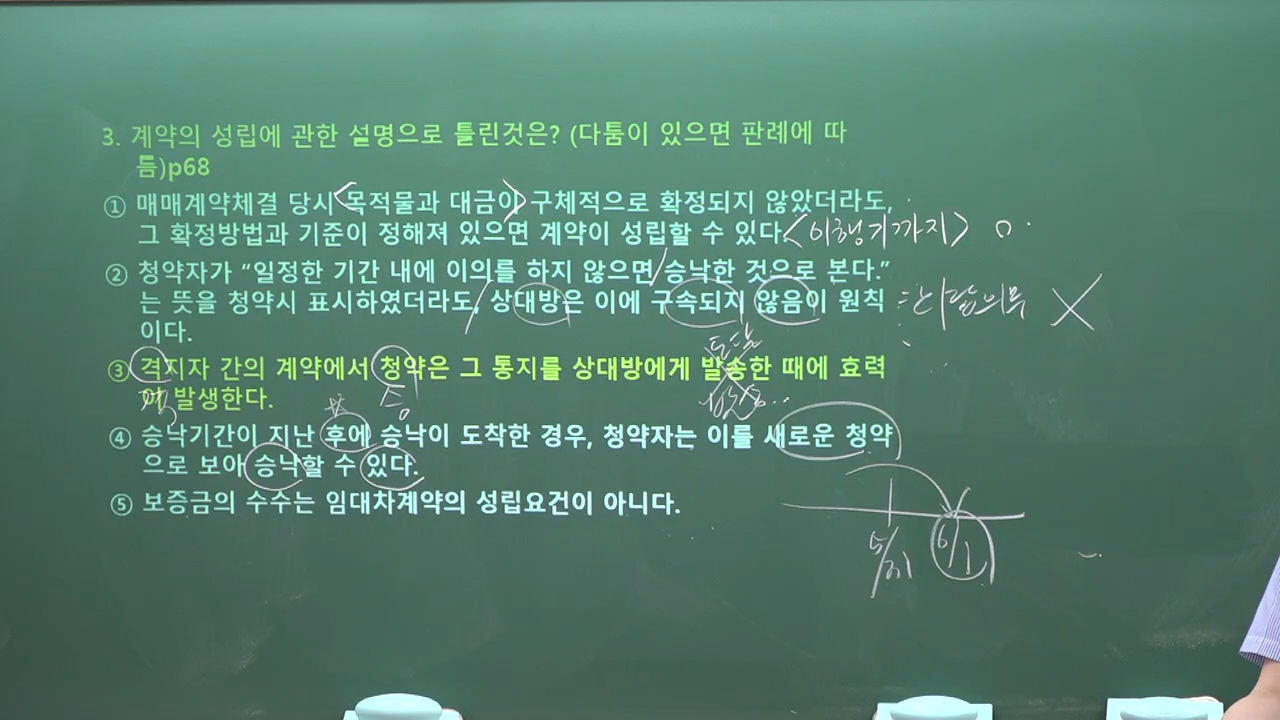 3. 계약의 성립에 관한 설명으로 틀린것은? (다툼이 있으면 판례에 따
름)p68
① 매매계약체결 당시 <목적물과 대금이> 구체적으로 확정되지 않았더라도,
그 확정방법과 기준이 정해져 있으면 계약이 성립할 수 있다. <이행기까지> ○
② 청약자가 “일정한 기간 내에 이의를 하지 않으면 승낙한 것으로 본다.”
는 뜻을 청약시 표시하였더라도, 상대방은 이에 구속되지 않음이 원칙
이다.
X
도달
③ 격지자 간의 계약에서 청약은 그 통지를 상대방에게 발송한 때에 효력
이 발생한다.
승
④ 승낙기간이 지난 후에 승낙이 도착한 경우, 청약자는 이를 새로운 청약
으로 보아 승낙할 수 있다.
⑤ 보증금의 수수는 임대차계약의 성립요건이 아니다.
5/31 6/1